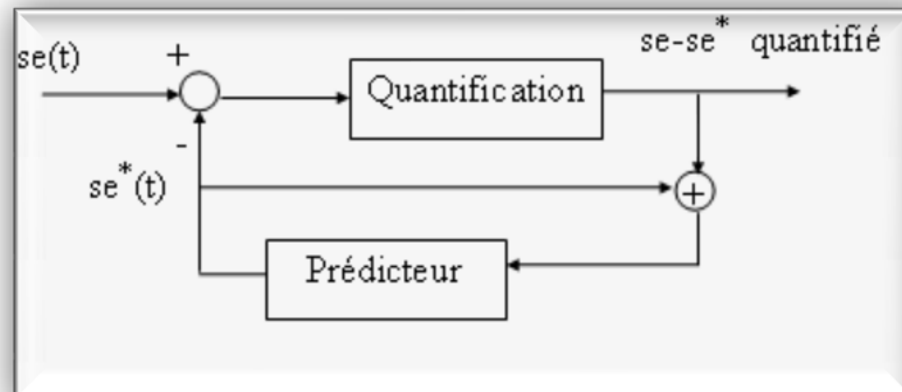 se(t)
+
se-se* quantifié
Quantification
-
se*(t)
+
Prédicteur